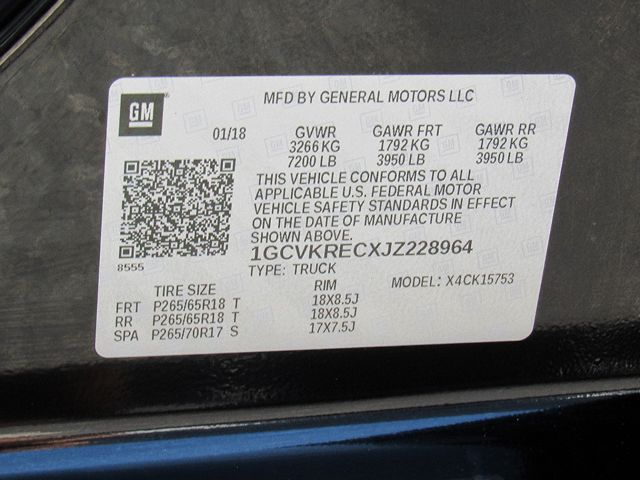 GM
MFD BY GENERAL MOTORS LLC
01/18 GVWR GAWR FRT GAWR RR
3266 KG 1792 KG 1792 KG
7200 LB 3950 LB 3950 LB
THIS VEHICLE CONFORMS TO ALL
APPLICABLE U.S. FEDERAL MOTOR
VEHICLE SAFETY STANDARDS IN EFFECT
ON THE DATE OF MANUFACTURE
SHOWN ABOVE.
1GCVKRECXJZ228964
8555
TYPE: TRUCK MODEL: X4CK15753
TIRE SIZE RIM
FRT P265/65R18 T 18X8.5J
RR P265/65R18 T 18X8.5J
SPA P265/70R17 S 17X7.5J